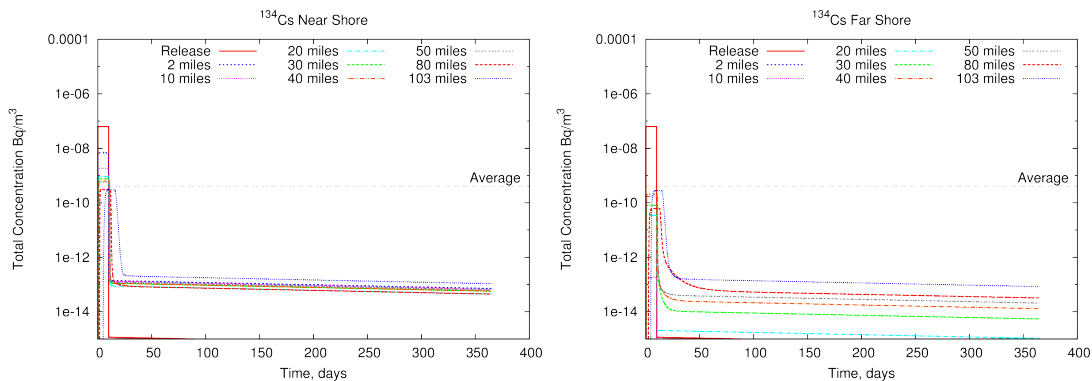 ¹³⁴Cs Near Shore
Total Concentration Bq/m³
0.0001
1e-06
1e-08
1e-10
1e-12
1e-14
Release
2 miles
10 miles
20 miles
30 miles
40 miles
50 miles
80 miles
103 miles
Average
0 50 100 150 200 250 300 350 400
Time, days
¹³⁴Cs Far Shore
Total Concentration Bq/m³
0.0001
1e-06
1e-08
1e-10
1e-12
1e-14
Release
2 miles
10 miles
20 miles
30 miles
40 miles
50 miles
80 miles
103 miles
Average
0 50 100 150 200 250 300 350 400
Time, days